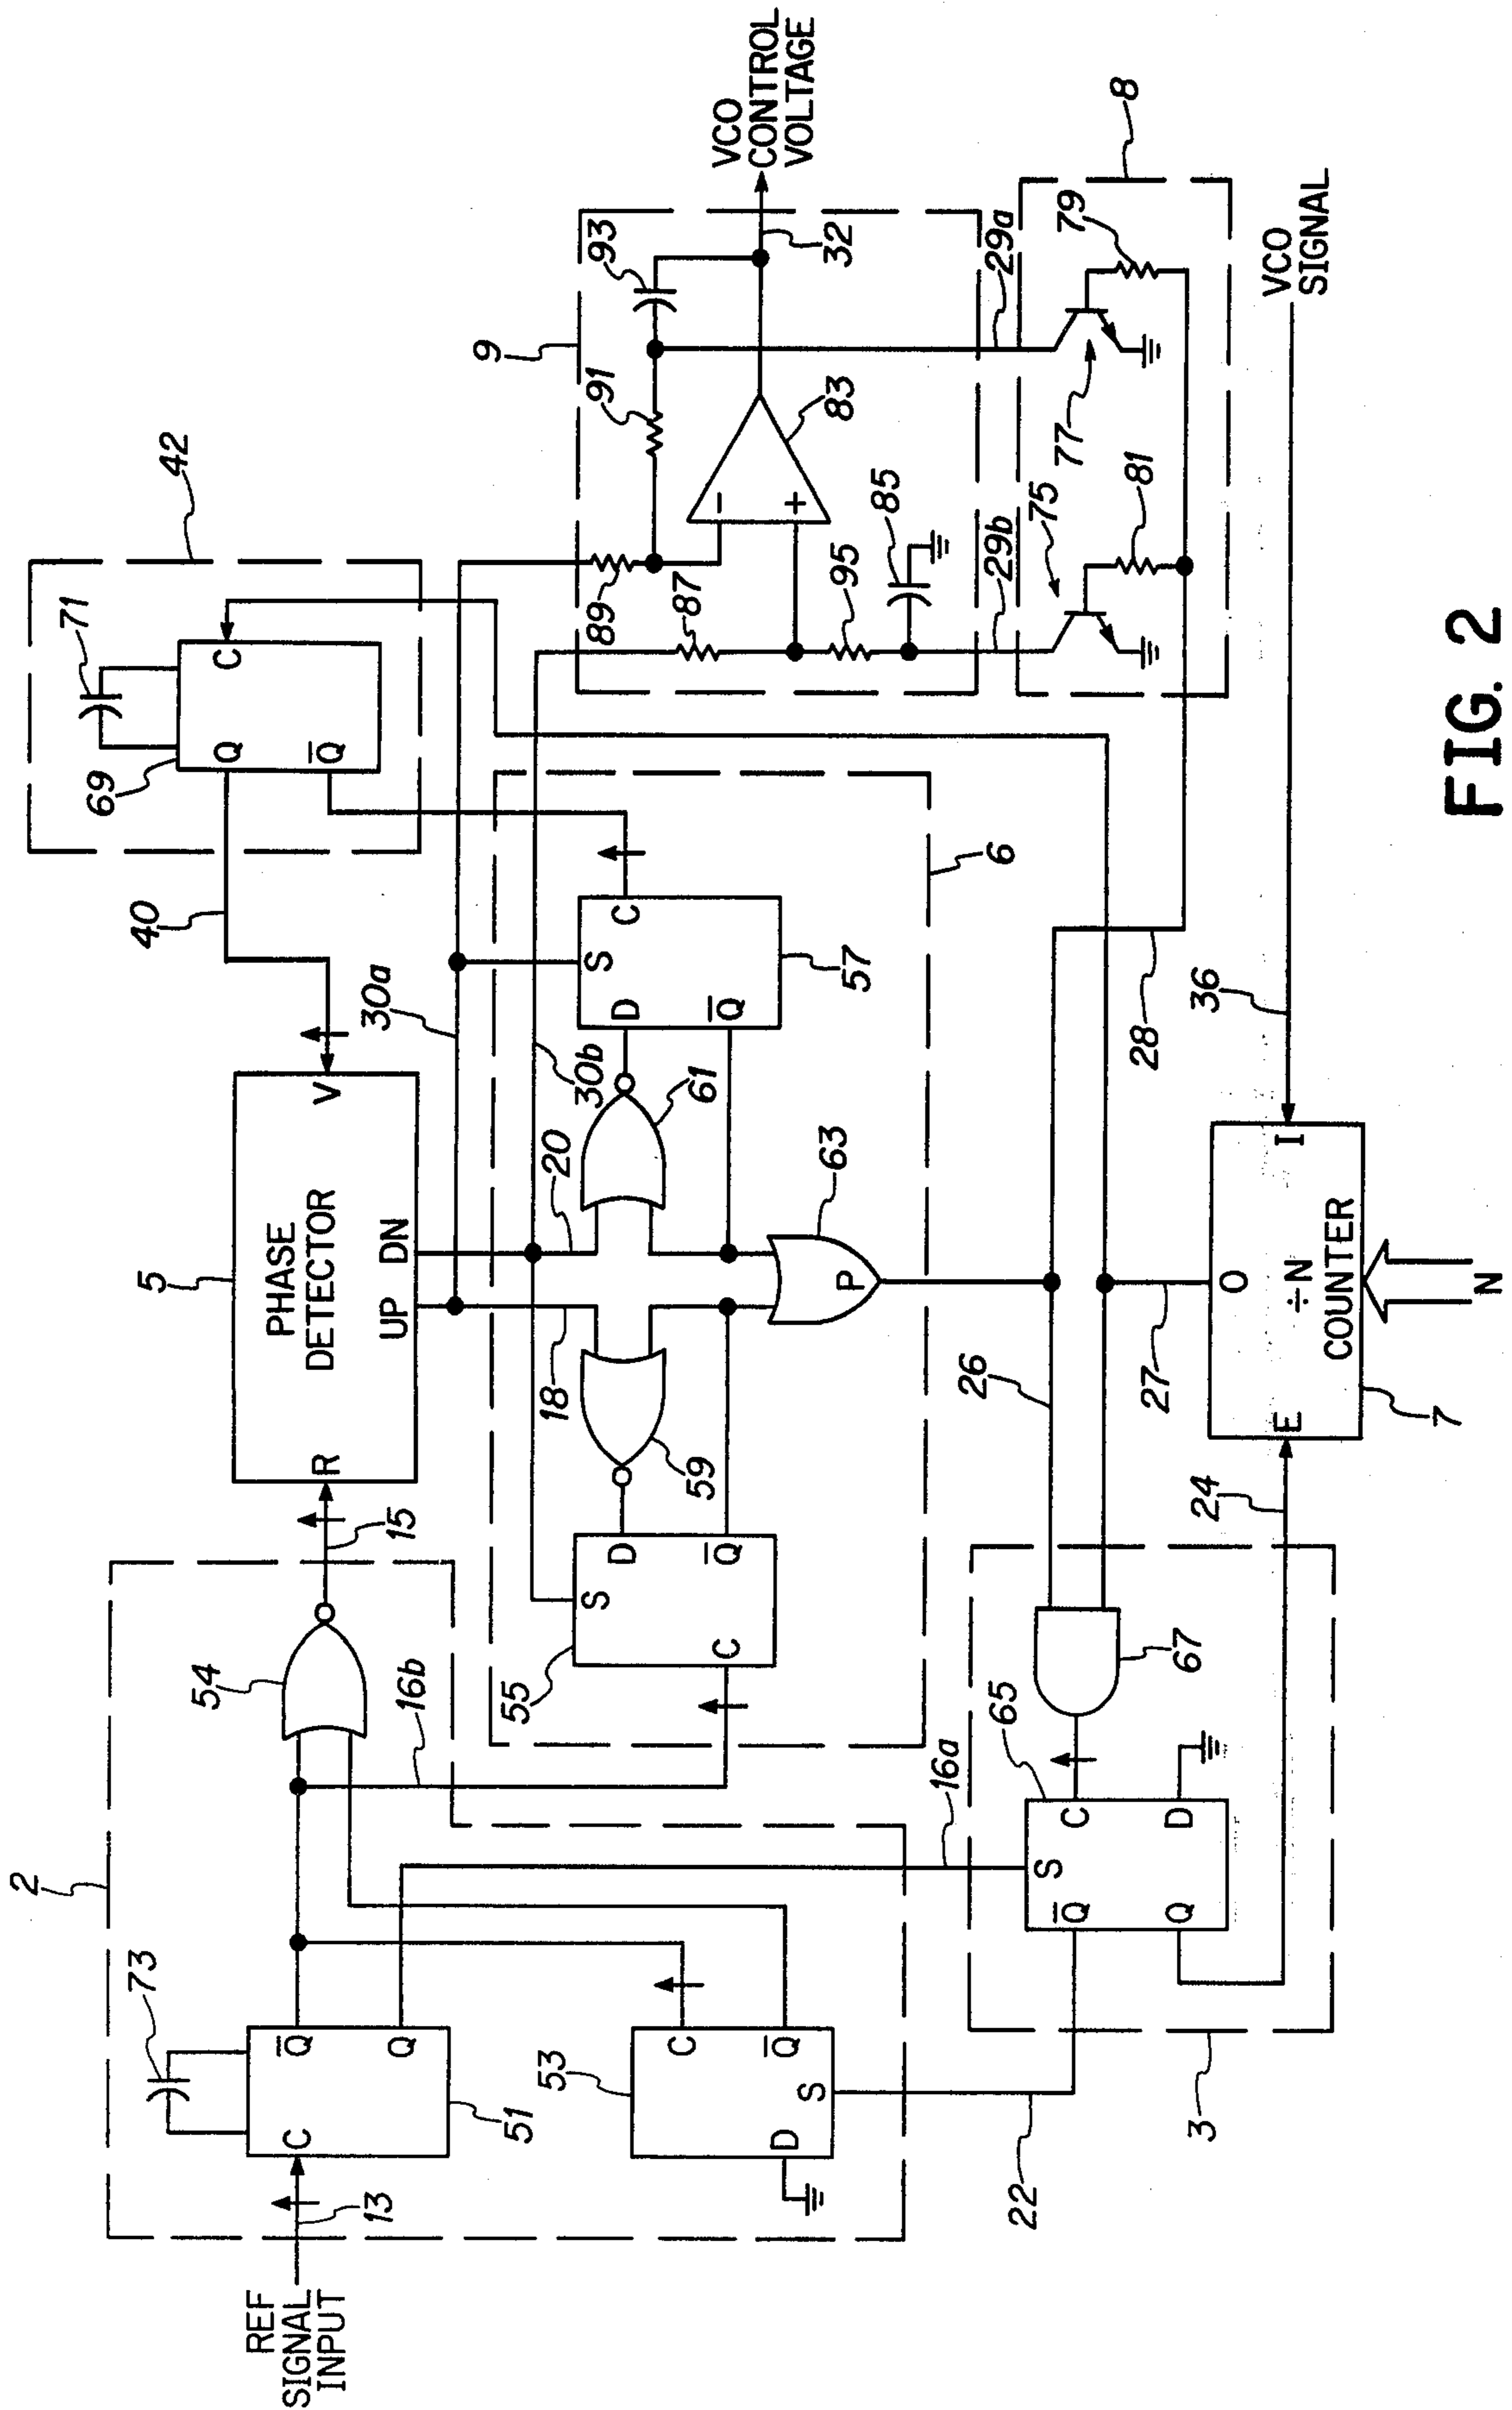 2
REF
SIGNAL
INPUT
13
C
Q̅
Q
73
51
53
C
Q̅
D
S
54
15
16b
16a
22
5
PHASE
DETECTOR
R
V
UP
DN
40
30a
42
71
69
Q
Q̅
C
18
20
30b
55
S
D
Q̅
C
59
61
57
D
S
C
Q̅
63
P
6
9
93
91
89
87
83
-
+
95
85
32
VCO
CONTROL
VOLTAGE
29a
29b
8
75
77
79
81
3
65
S
C
Q̅
Q
D
67
26
27
28
24
36
E
O
I
÷N
COUNTER
7
N
VCO
SIGNAL
FIG. 2